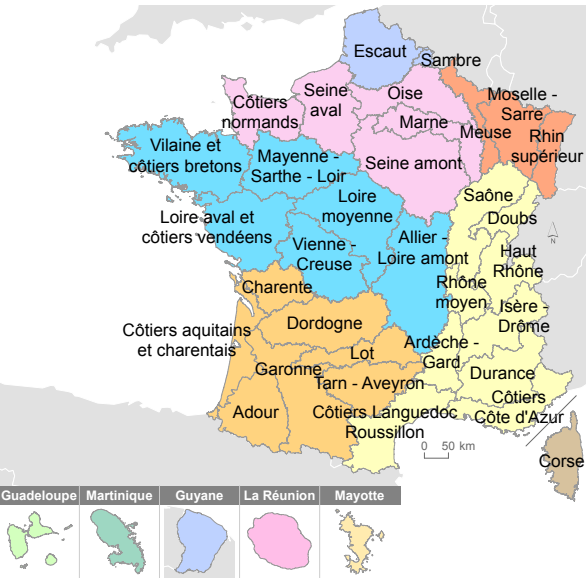 Escaut
Sambre
Seine
aval
Oise
Moselle -
Sarre
Côtiers
normands
Marne
Meuse
Rhin
supérieur
Vilaine et
côtiers bretons
Mayenne -
Sarthe - Loir
Seine amont
Loire
moyenne
Saône
Doubs
Loire aval et
côtiers vendéens
Vienne -
Creuse
Allier -
Loire amont
N
Haut
Rhône
Charente
Rhône
moyen
Isère -
Drôme
Côtiers aquitains
et charentais
Dordogne
Ardèche -
Gard
Lot
Garonne
Tarn - Aveyron
Durance
Adour
Côtiers Languedoc
Roussillon
Côtiers
Côte d'Azur
0 50 km
Corse
Guadeloupe Martinique Guyane La Réunion Mayotte